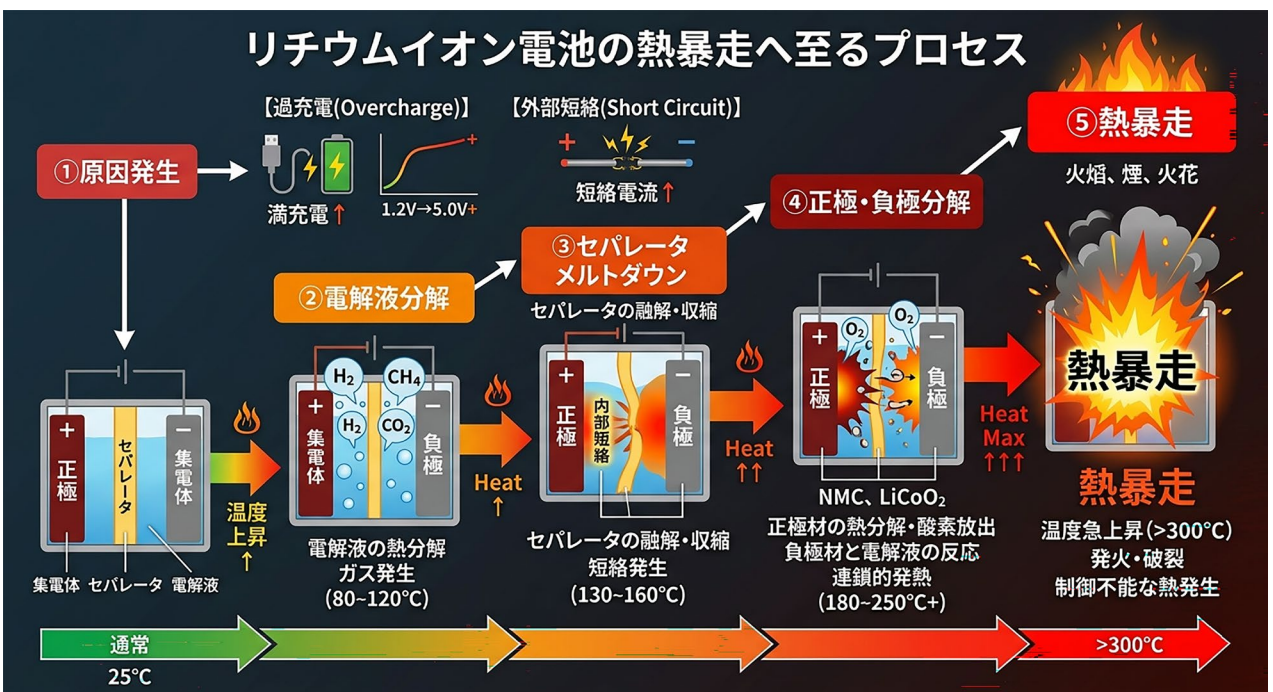 リチウムイオン電池の熱暴走へ至るプロセス
①原因発生
【過充電(Overcharge)】
満充電↑
1.2V→5.0V+
+
【外部短絡(Short Circuit)】
+ −
短絡電流↑
②電解液分解
③セパレータ
メルトダウン
セパレータの融解・収縮
④正極・負極分解
⑤熱暴走
火焰、煙、火花
+
正極
セパレータ
−
集電体
集電体 セパレータ 電解液
温度
上昇
↑
+
集電体
H₂
CH₄
H₂
CO₂
−
負極
電解液の熱分解
ガス発生
(80~120℃)
Heat
↑
+
正極
内部短絡
−
負極
セパレータの融解・収縮
短絡発生
(130~160℃)
Heat
↑↑
+
正極
O₂
O₂
−
負極
NMC、LiCoO₂
正極材の熱分解・酸素放出
負極材と電解液の反応
連鎖的発熱
(180~250℃+)
Heat
Max
↑↑↑
熱暴走
熱暴走
温度急上昇(>300℃)
発火・破裂
制御不能な熱発生
通常
25℃
>300℃